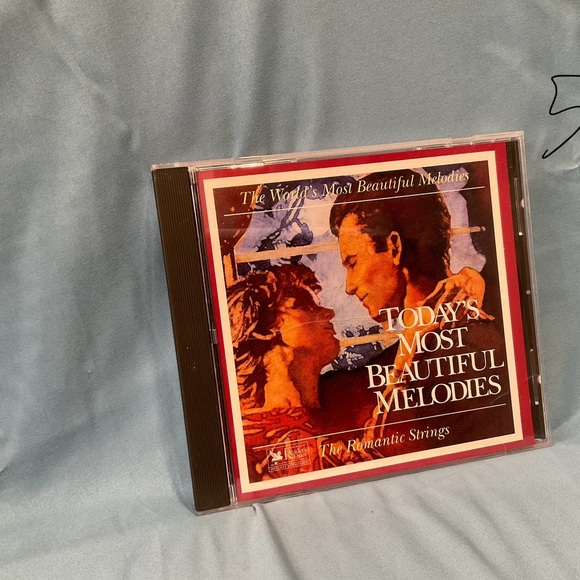 The World's Most Beautiful Melodies
TODAY'S
MOST
BEAUTIFUL
MELODIES
The Romantic Strings